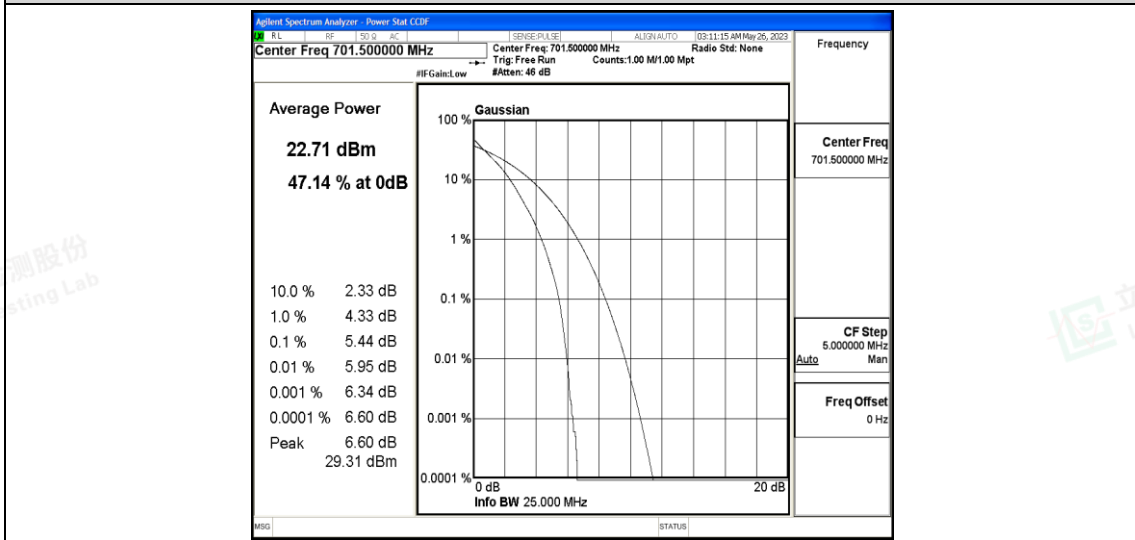 Agilent Spectrum Analyzer - Power Stat CCDF
RL RF 50 Ω AC SENSE:PULSE ALIGN AUTO 03:11:15 AM May 26, 2023
Center Freq 701.500000 MHz
Center Freq: 701.500000 MHz Radio Std: None
Trig: Free Run Counts:1.00 M/1.00 Mpt
#IFGain:Low #Atten: 46 dB
Frequency
Average Power
22.71 dBm
47.14 % at 0dB
10.0 % 2.33 dB
1.0 % 4.33 dB
0.1 % 5.44 dB
0.01 % 5.95 dB
0.001 % 6.34 dB
0.0001 % 6.60 dB
Peak 6.60 dB
29.31 dBm
Gaussian
100 %
10 %
1 %
0.1 %
0.01 %
0.001 %
0.0001 %
0 dB 20 dB
Info BW 25.000 MHz
Center Freq
701.500000 MHz
CF Step
5.000000 MHz
Auto Man
Freq Offset
0 Hz
MSG STATUS
测股份
sting Lab
立